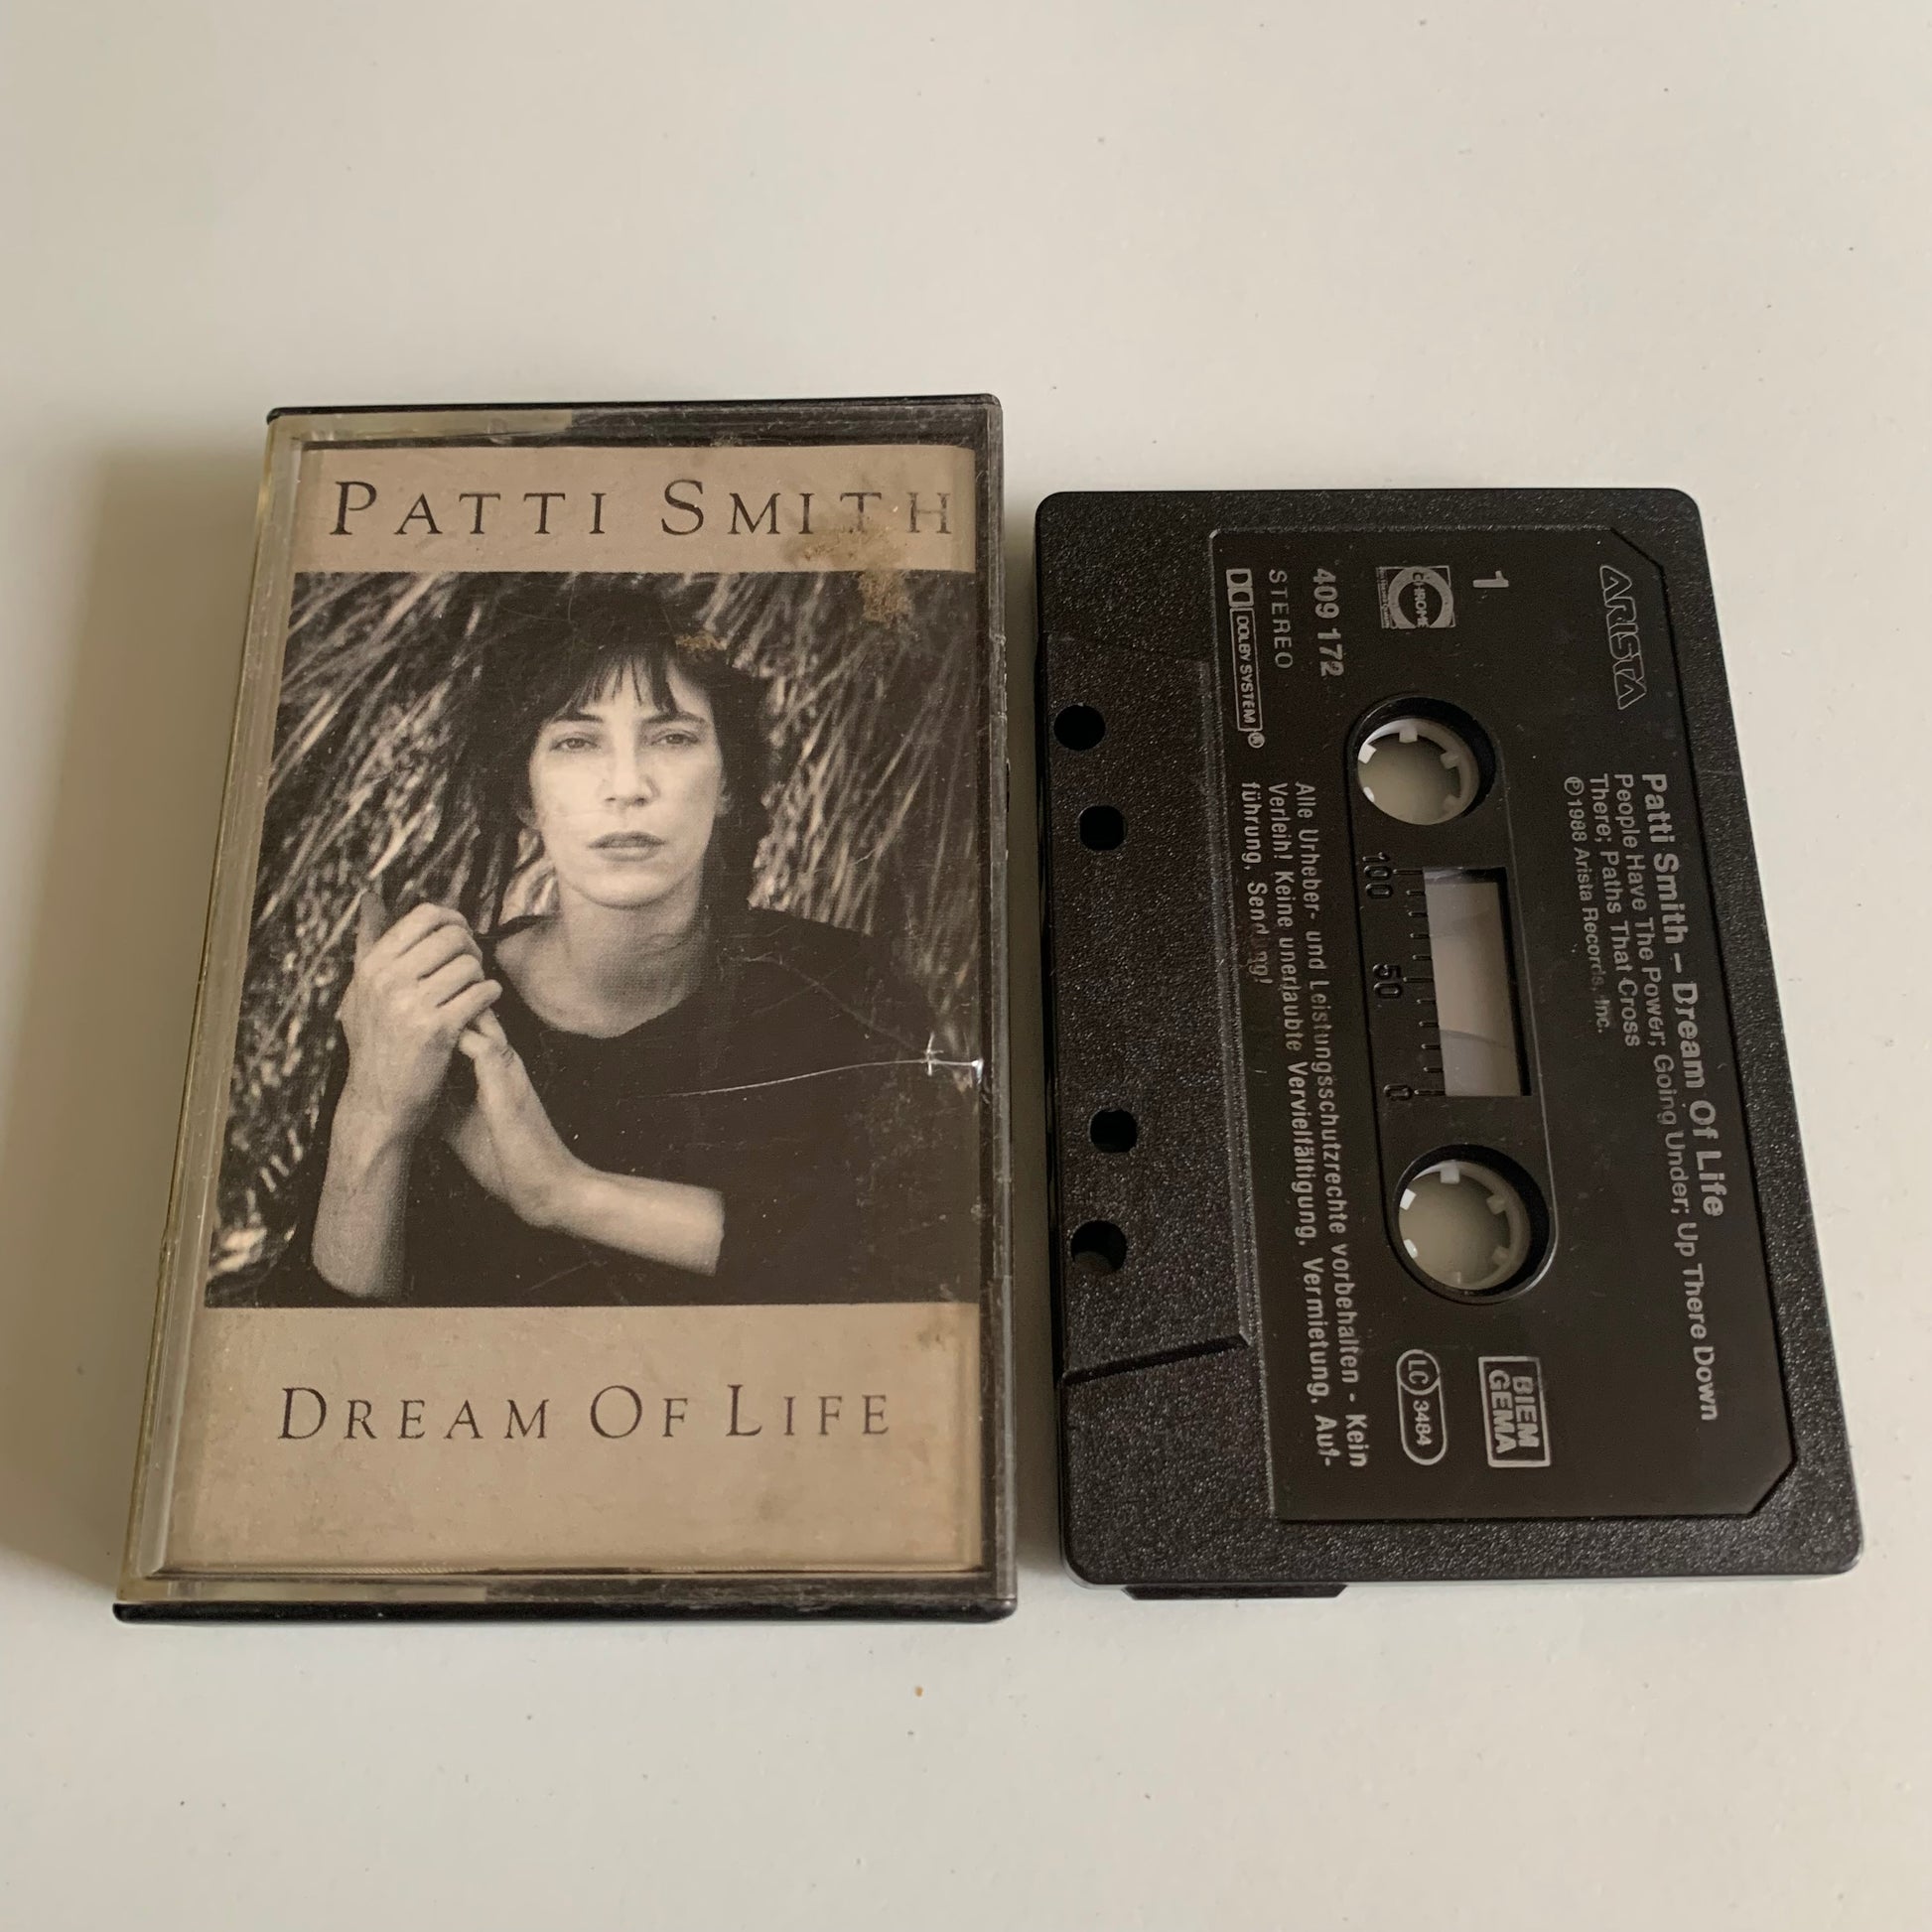 PATTI SMITH
DREAM OF LIFE
ARISTA
Patti Smith – Dream Of Life
People Have The Power; Going Under; Up There Down
There; Paths That Cross
℗1988 Arista Records, Inc.
1
CHROME
409 172
STEREO
DOLBY SYSTEM®
100 50 0
BIEM
GEMA
LC 3484
Alle Urheber- und Leistungsschutzrechte vorbehalten - Kein
Verleih! Keine unerlaubte Vervielfältigung, Vermietung, Auf-
führung, Sendung!